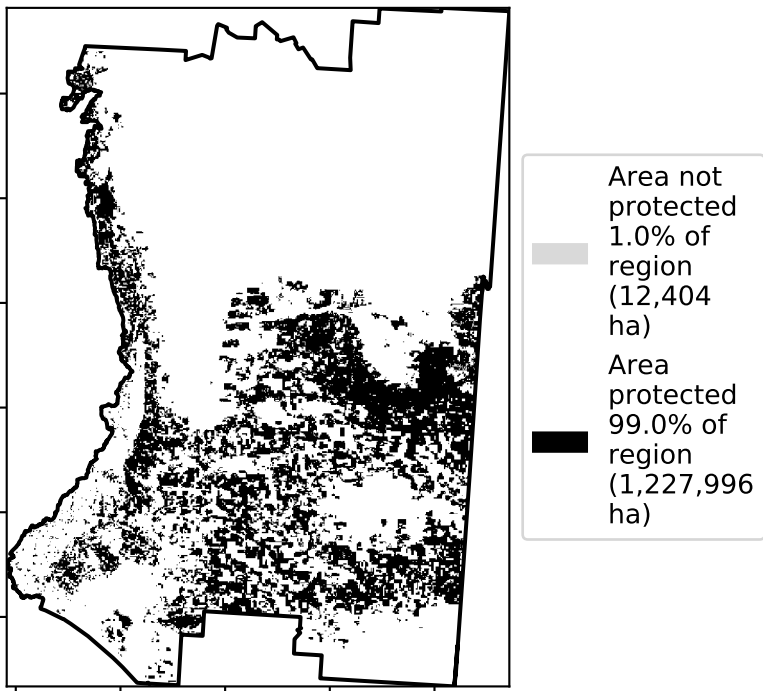 Area not
protected
1.0% of
region
(12,404
ha)
Area
protected
99.0% of
region
(1,227,996
ha)